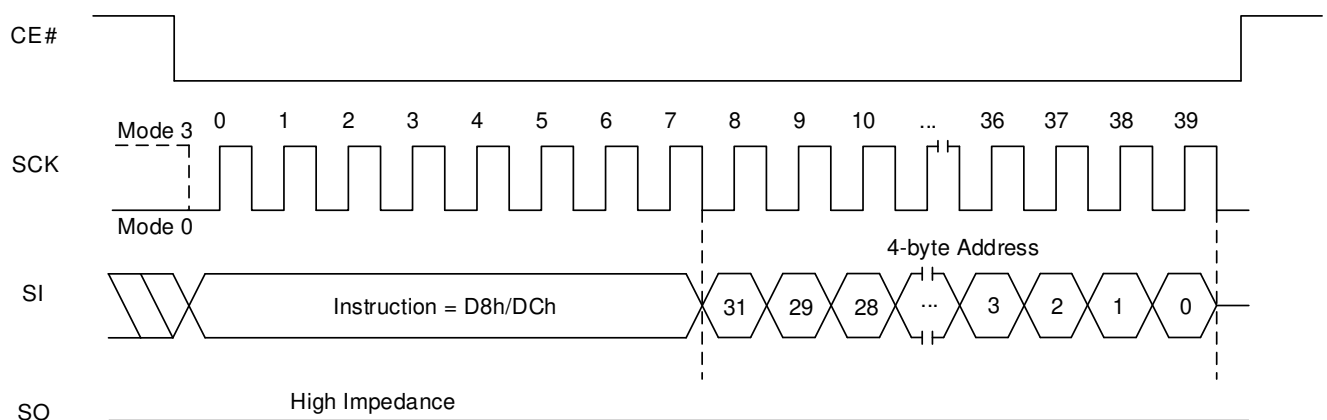 CE#
Mode 3
0 1 2 3 4 5 6 7 8 9 10 ... 36 37 38 39
SCK
Mode 0
4-byte Address
SI
Instruction = D8h/DCh
31 29 28 ... 3 2 1 0
High Impedance
SO